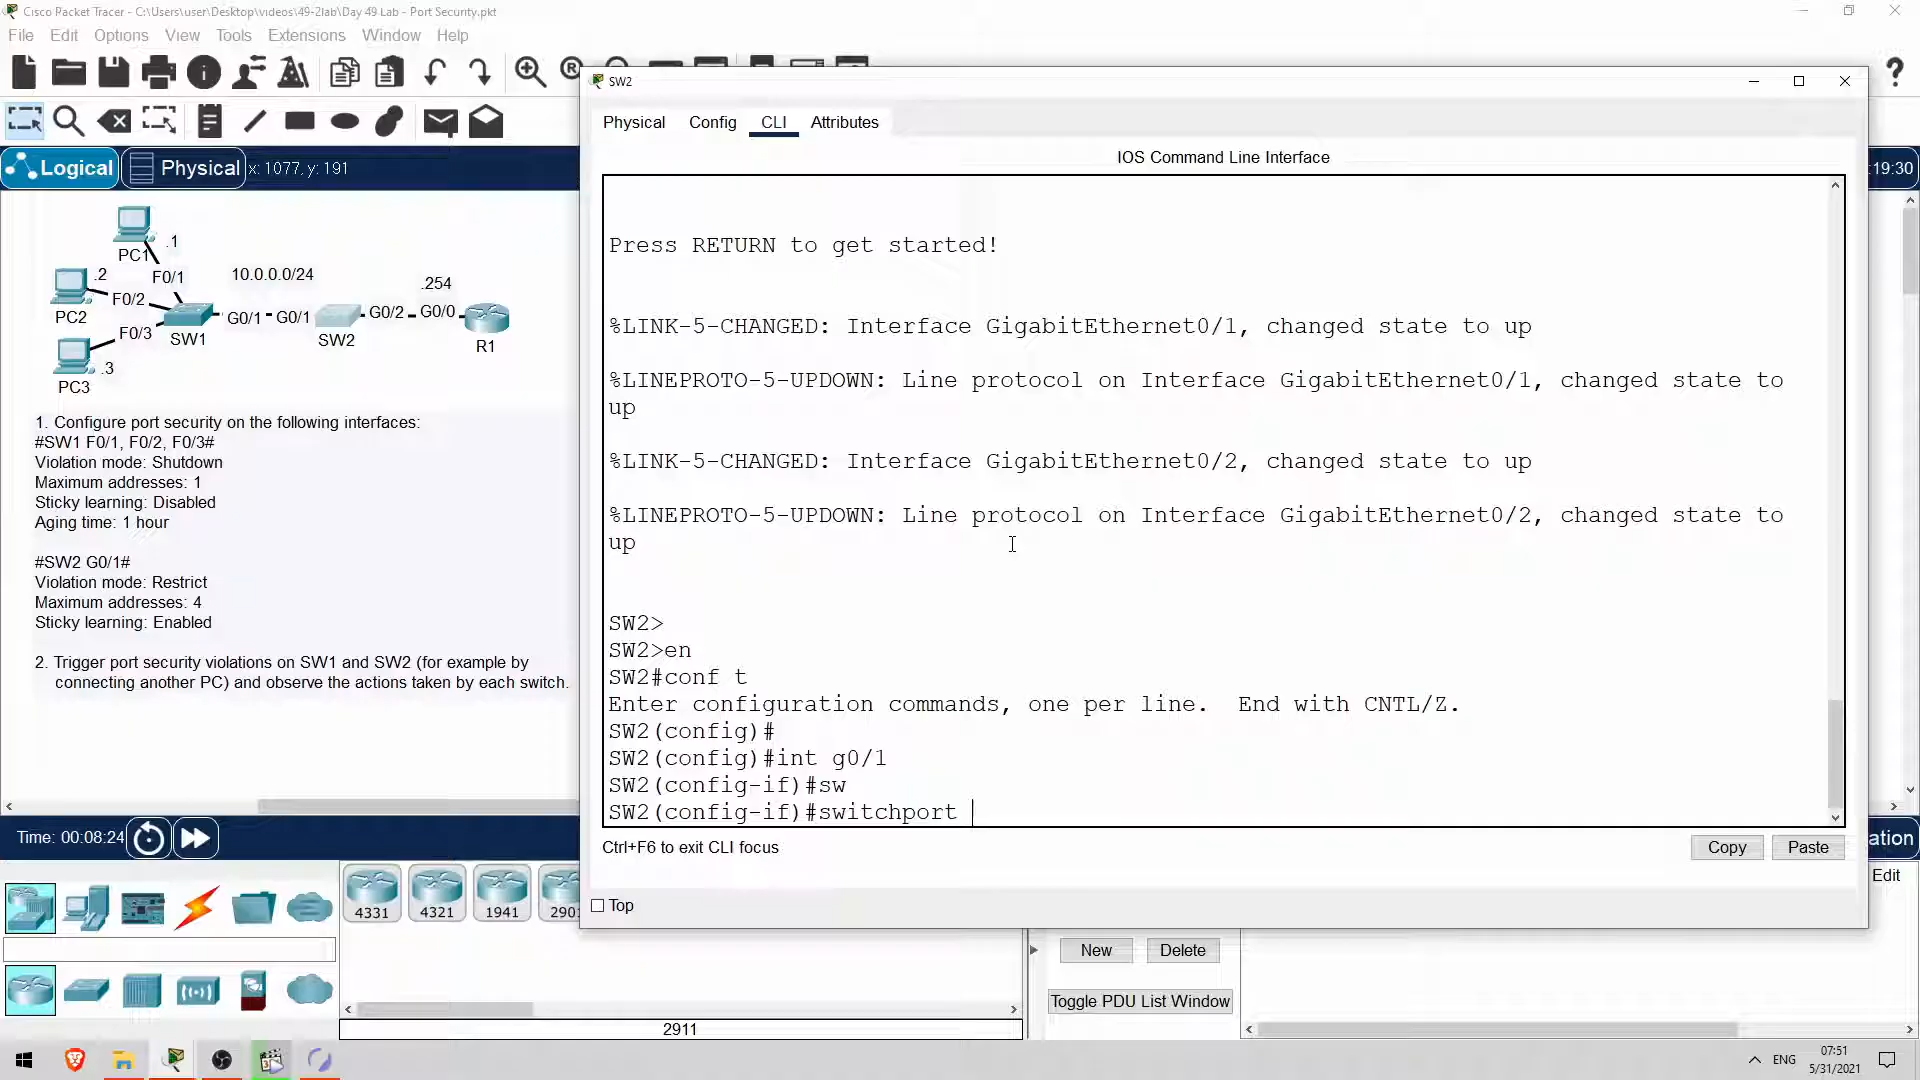 Cisco Packet Tracer - C:\Users\user\Desktop\videos\49-2lab\Day 49 Lab - Port Security.pkt
File Edit Options View Tools Extensions Window Help
SW2
Physical Config CLI Attributes
IOS Command Line Interface
Logical Physical x: 1077, y: 191
:19:30
PC1
.1
F0/1
.2
PC2
F0/2
F0/3
PC3
.3
SW1
10.0.0.0/24
G0/1
G0/1
SW2
G0/2
.254
G0/0
R1
1. Configure port security on the following interfaces:
#SW1 F0/1, F0/2, F0/3#
Violation mode: Shutdown
Maximum addresses: 1
Sticky learning: Disabled
Aging time: 1 hour
#SW2 G0/1#
Violation mode: Restrict
Maximum addresses: 4
Sticky learning: Enabled
2. Trigger port security violations on SW1 and SW2 (for example by
connecting another PC) and observe the actions taken by each switch.
Press RETURN to get started!
%LINK-5-CHANGED: Interface GigabitEthernet0/1, changed state to up
%LINEPROTO-5-UPDOWN: Line protocol on Interface GigabitEthernet0/1, changed state to
up
%LINK-5-CHANGED: Interface GigabitEthernet0/2, changed state to up
%LINEPROTO-5-UPDOWN: Line protocol on Interface GigabitEthernet0/2, changed state to
up
SW2>
SW2>en
SW2#conf t
Enter configuration commands, one per line.  End with CNTL/Z.
SW2(config)#
SW2(config)#int g0/1
SW2(config-if)#sw
SW2(config-if)#switchport
Ctrl+F6 to exit CLI focus
Copy Paste
Top
Time: 00:08:24
ation
Edit
4331 4321 1941 2901
New Delete
Toggle PDU List Window
2911
ENG
07:51
5/31/2021